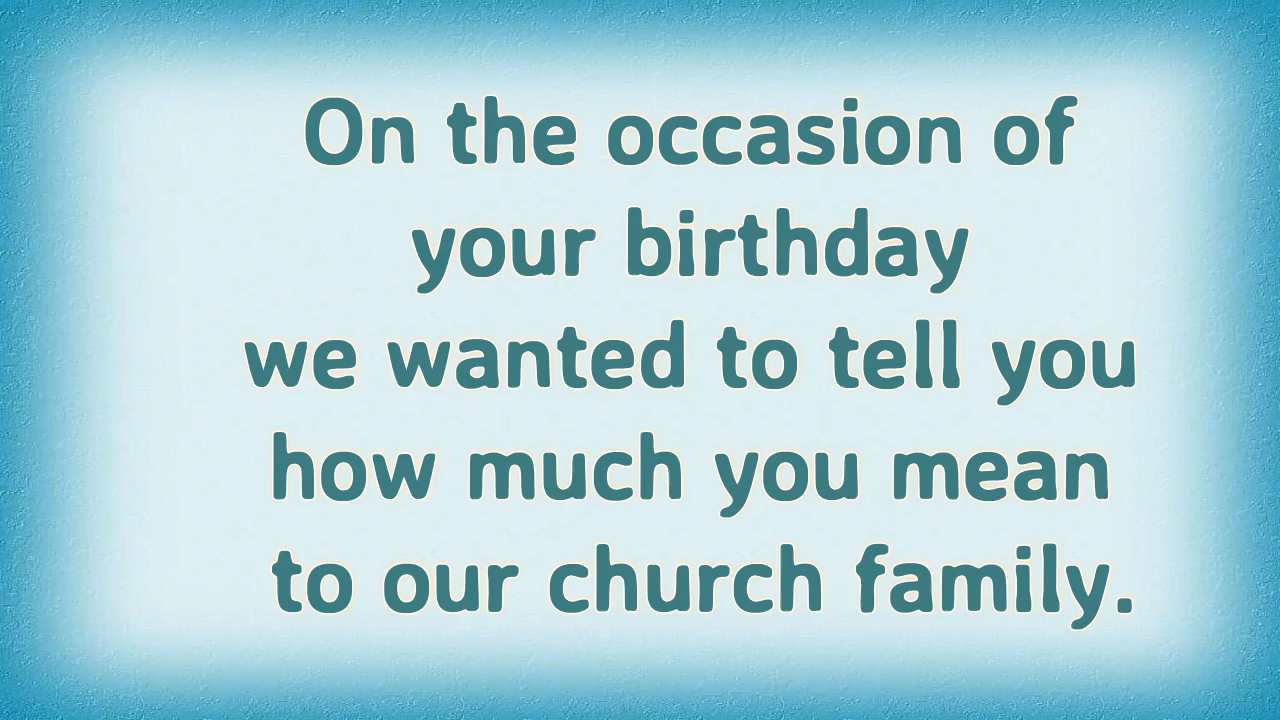 On the occasion of
your birthday
we wanted to tell you
how much you mean
to our church family.